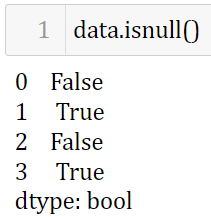 1 data.isnull()
0 False
1 True
2 False
3 True
dtype: bool